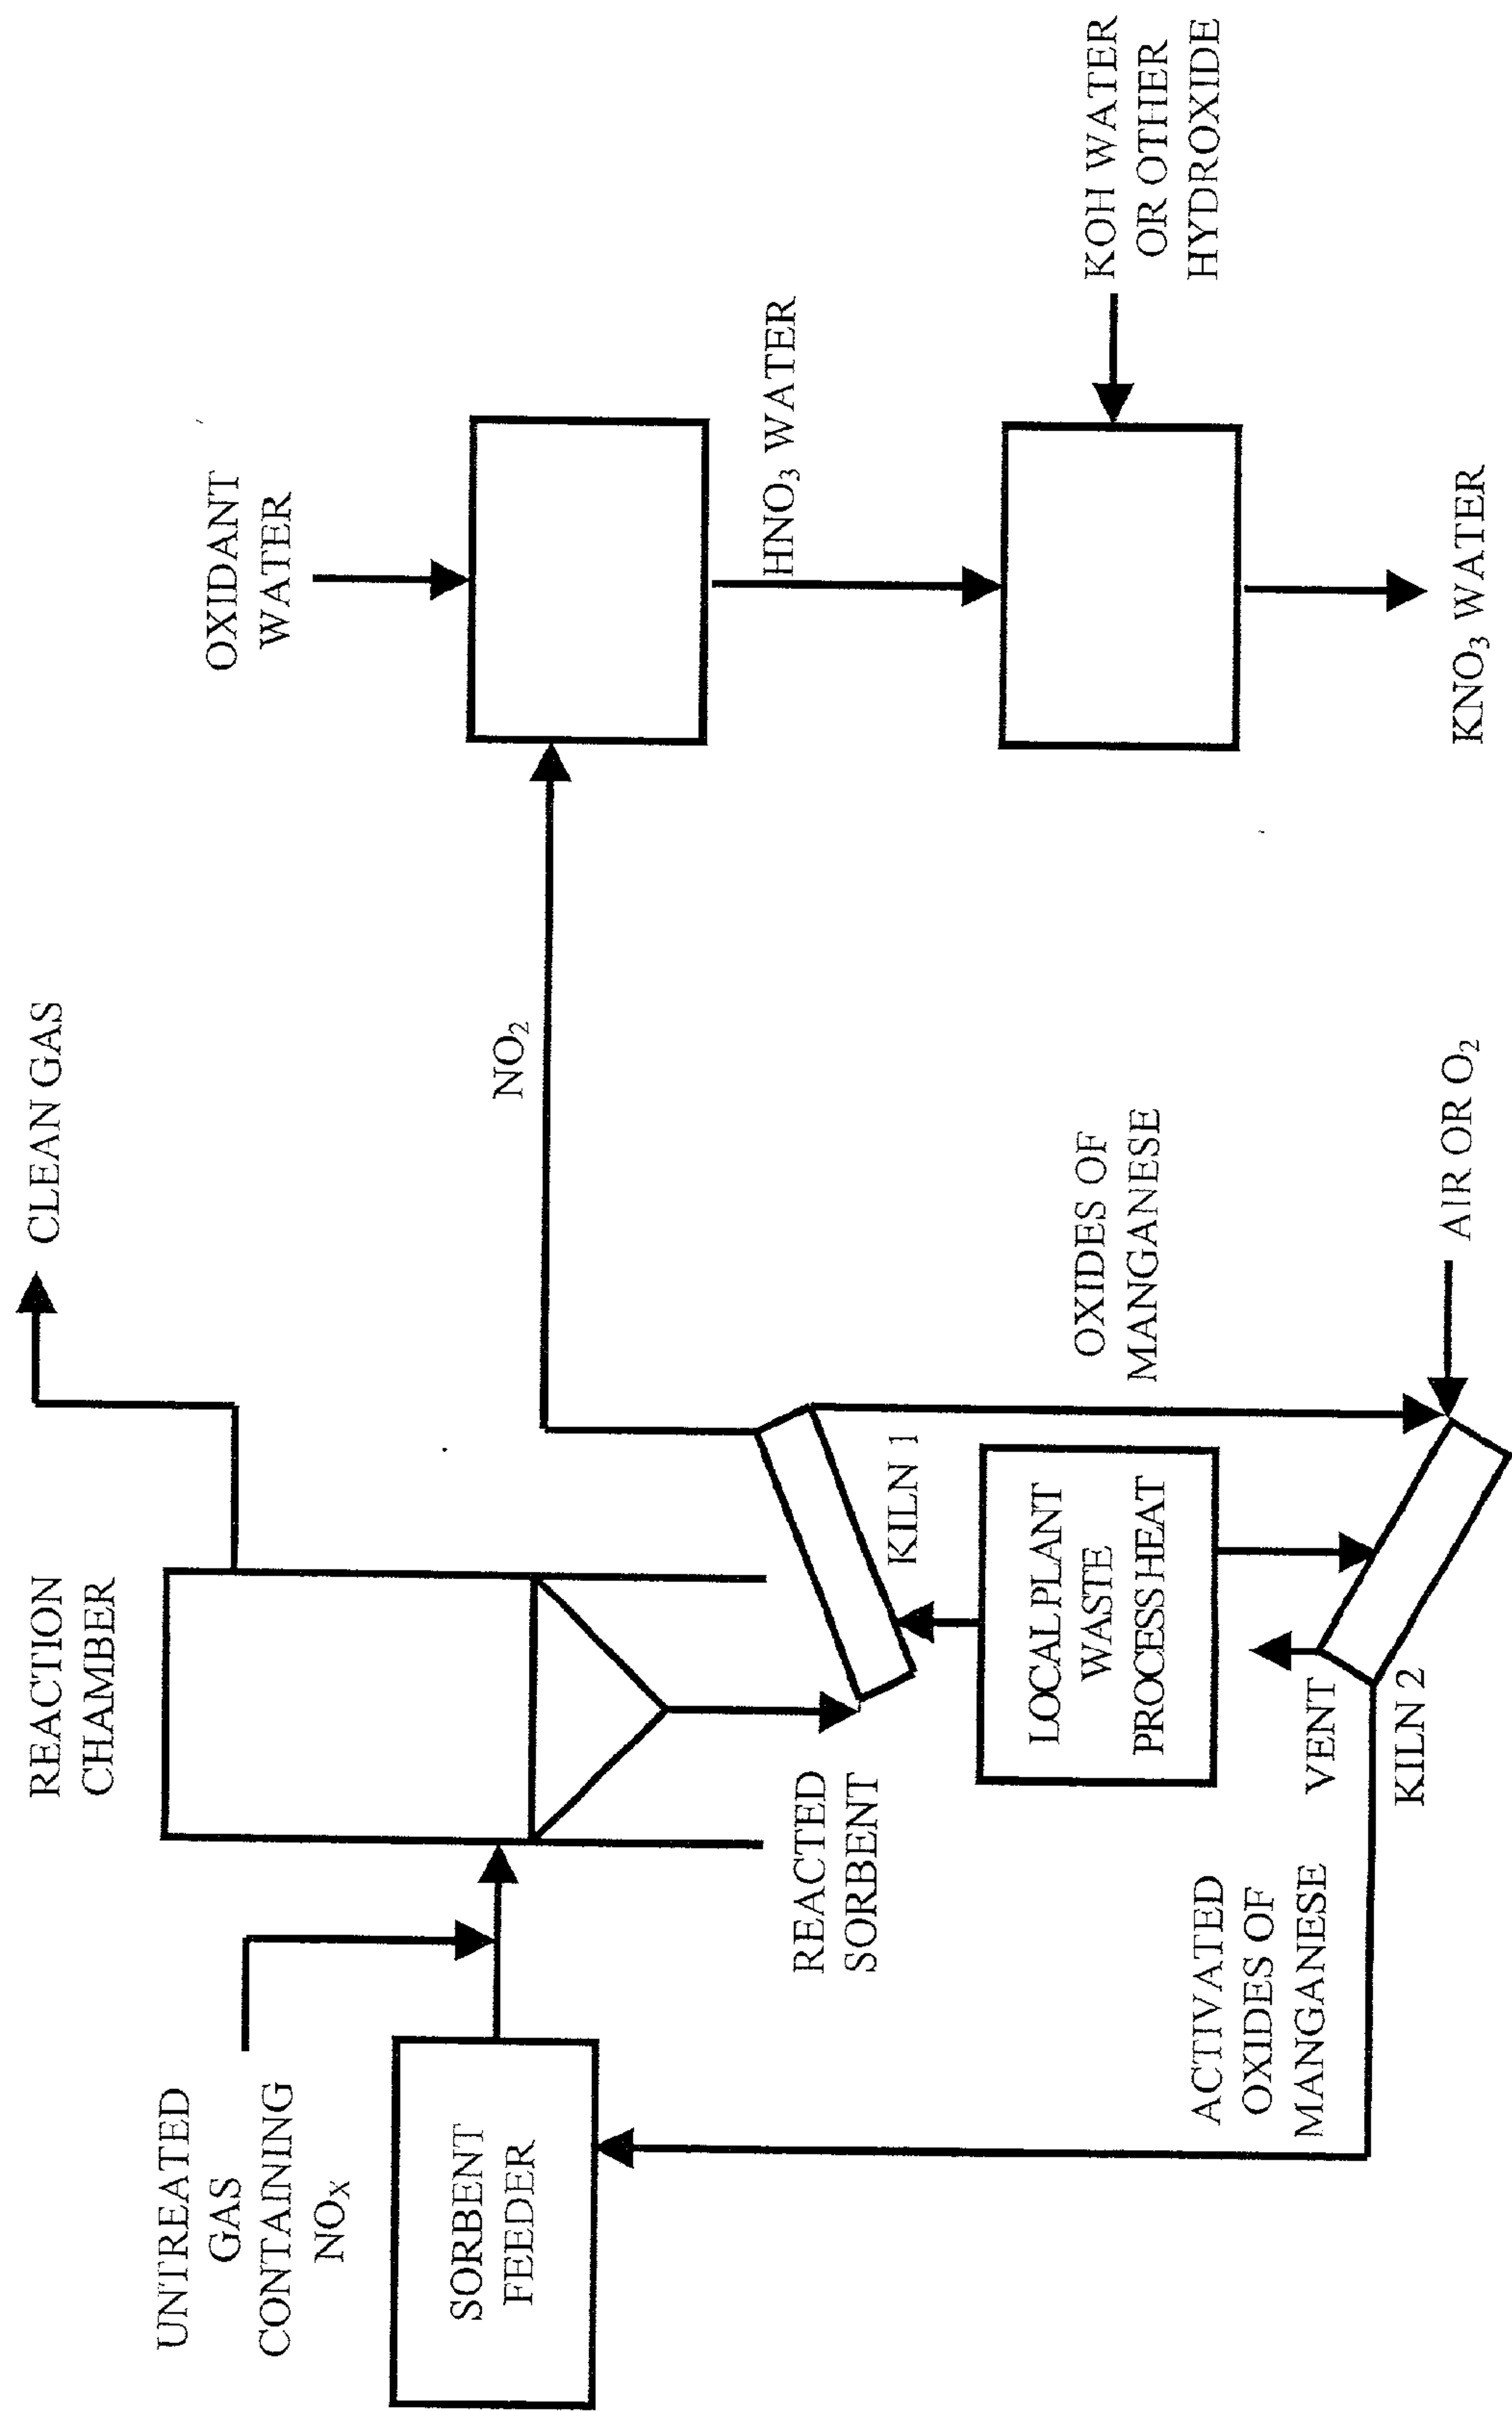 CLEAN GAS
REACTION
CHAMBER
UNTREATED
GAS
CONTAINING
NOX
SORBENT
FEEDER
OXIDANT
WATER
NO2
HNO3 WATER
REACTED
SORBENT
KILN 1
LOCAL PLANT
WASTE
PROCESS HEAT
OXIDES OF
MANGANESE
KOH WATER
OR OTHER
HYDROXIDE
ACTIVATED
OXIDES OF
MANGANESE
VENT
KILN 2
AIR OR O2
KNO3 WATER